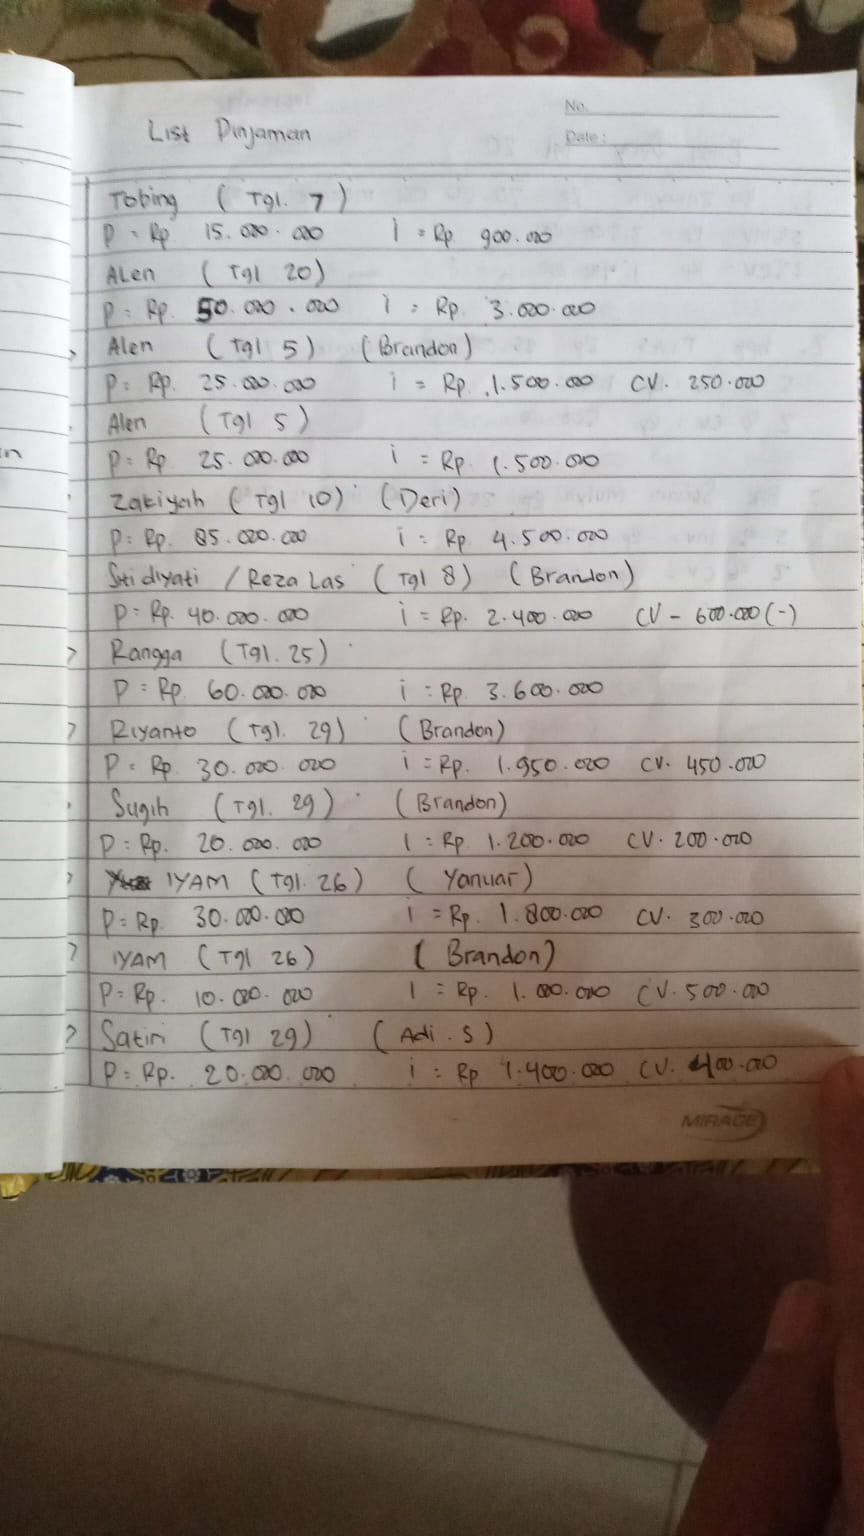 No.
List Pinjaman
Date:
Tobing ( Tgl. 7 )
P = Rp 15.000.000 i = Rp 900.000
ALen ( Tgl 20 )
P = Rp. 50.000.000 i = Rp. 3.000.000
Alen ( Tgl 5 ) ( Brandon )
P = Rp. 25.000.000 i = Rp. 1.500.000 CV. 250.000
Alen ( Tgl 5 )
P = Rp 25.000.000 i = Rp. 1.500.000
Zakiyah ( Tgl 10 ) ( Deri )
P = Rp. 85.000.000 i = Rp. 4.500.000
Siti diyati / Reza Las ( Tgl 8 ) ( Brandon )
P = Rp. 40.000.000 i = Rp. 2.400.000 CV - 600.000 (-)
Rangga ( Tgl. 25 )
P = Rp. 60.000.000 i = Rp. 3.600.000
Riyanto ( Tgl. 29 ) ( Brandon )
P = Rp 30.000.000 i = Rp. 1.950.000 CV. 450.000
Sugih ( Tgl. 29 ) ( Brandon )
P = Rp. 20.000.000 i = Rp. 1.200.000 CV. 200.000
IYAM ( Tgl. 26 ) ( Yanuar )
P = Rp. 30.000.000 i = Rp. 1.800.000 CV. 300.000
IYAM ( Tgl 26 ) ( Brandon )
P = Rp. 10.000.000 i = Rp. 1.000.000 CV. 500.000
Satiri ( Tgl 29 ) ( Adi. S )
P = Rp. 20.000.000 i = Rp 1.400.000 CV. 400.000
MIRAGE